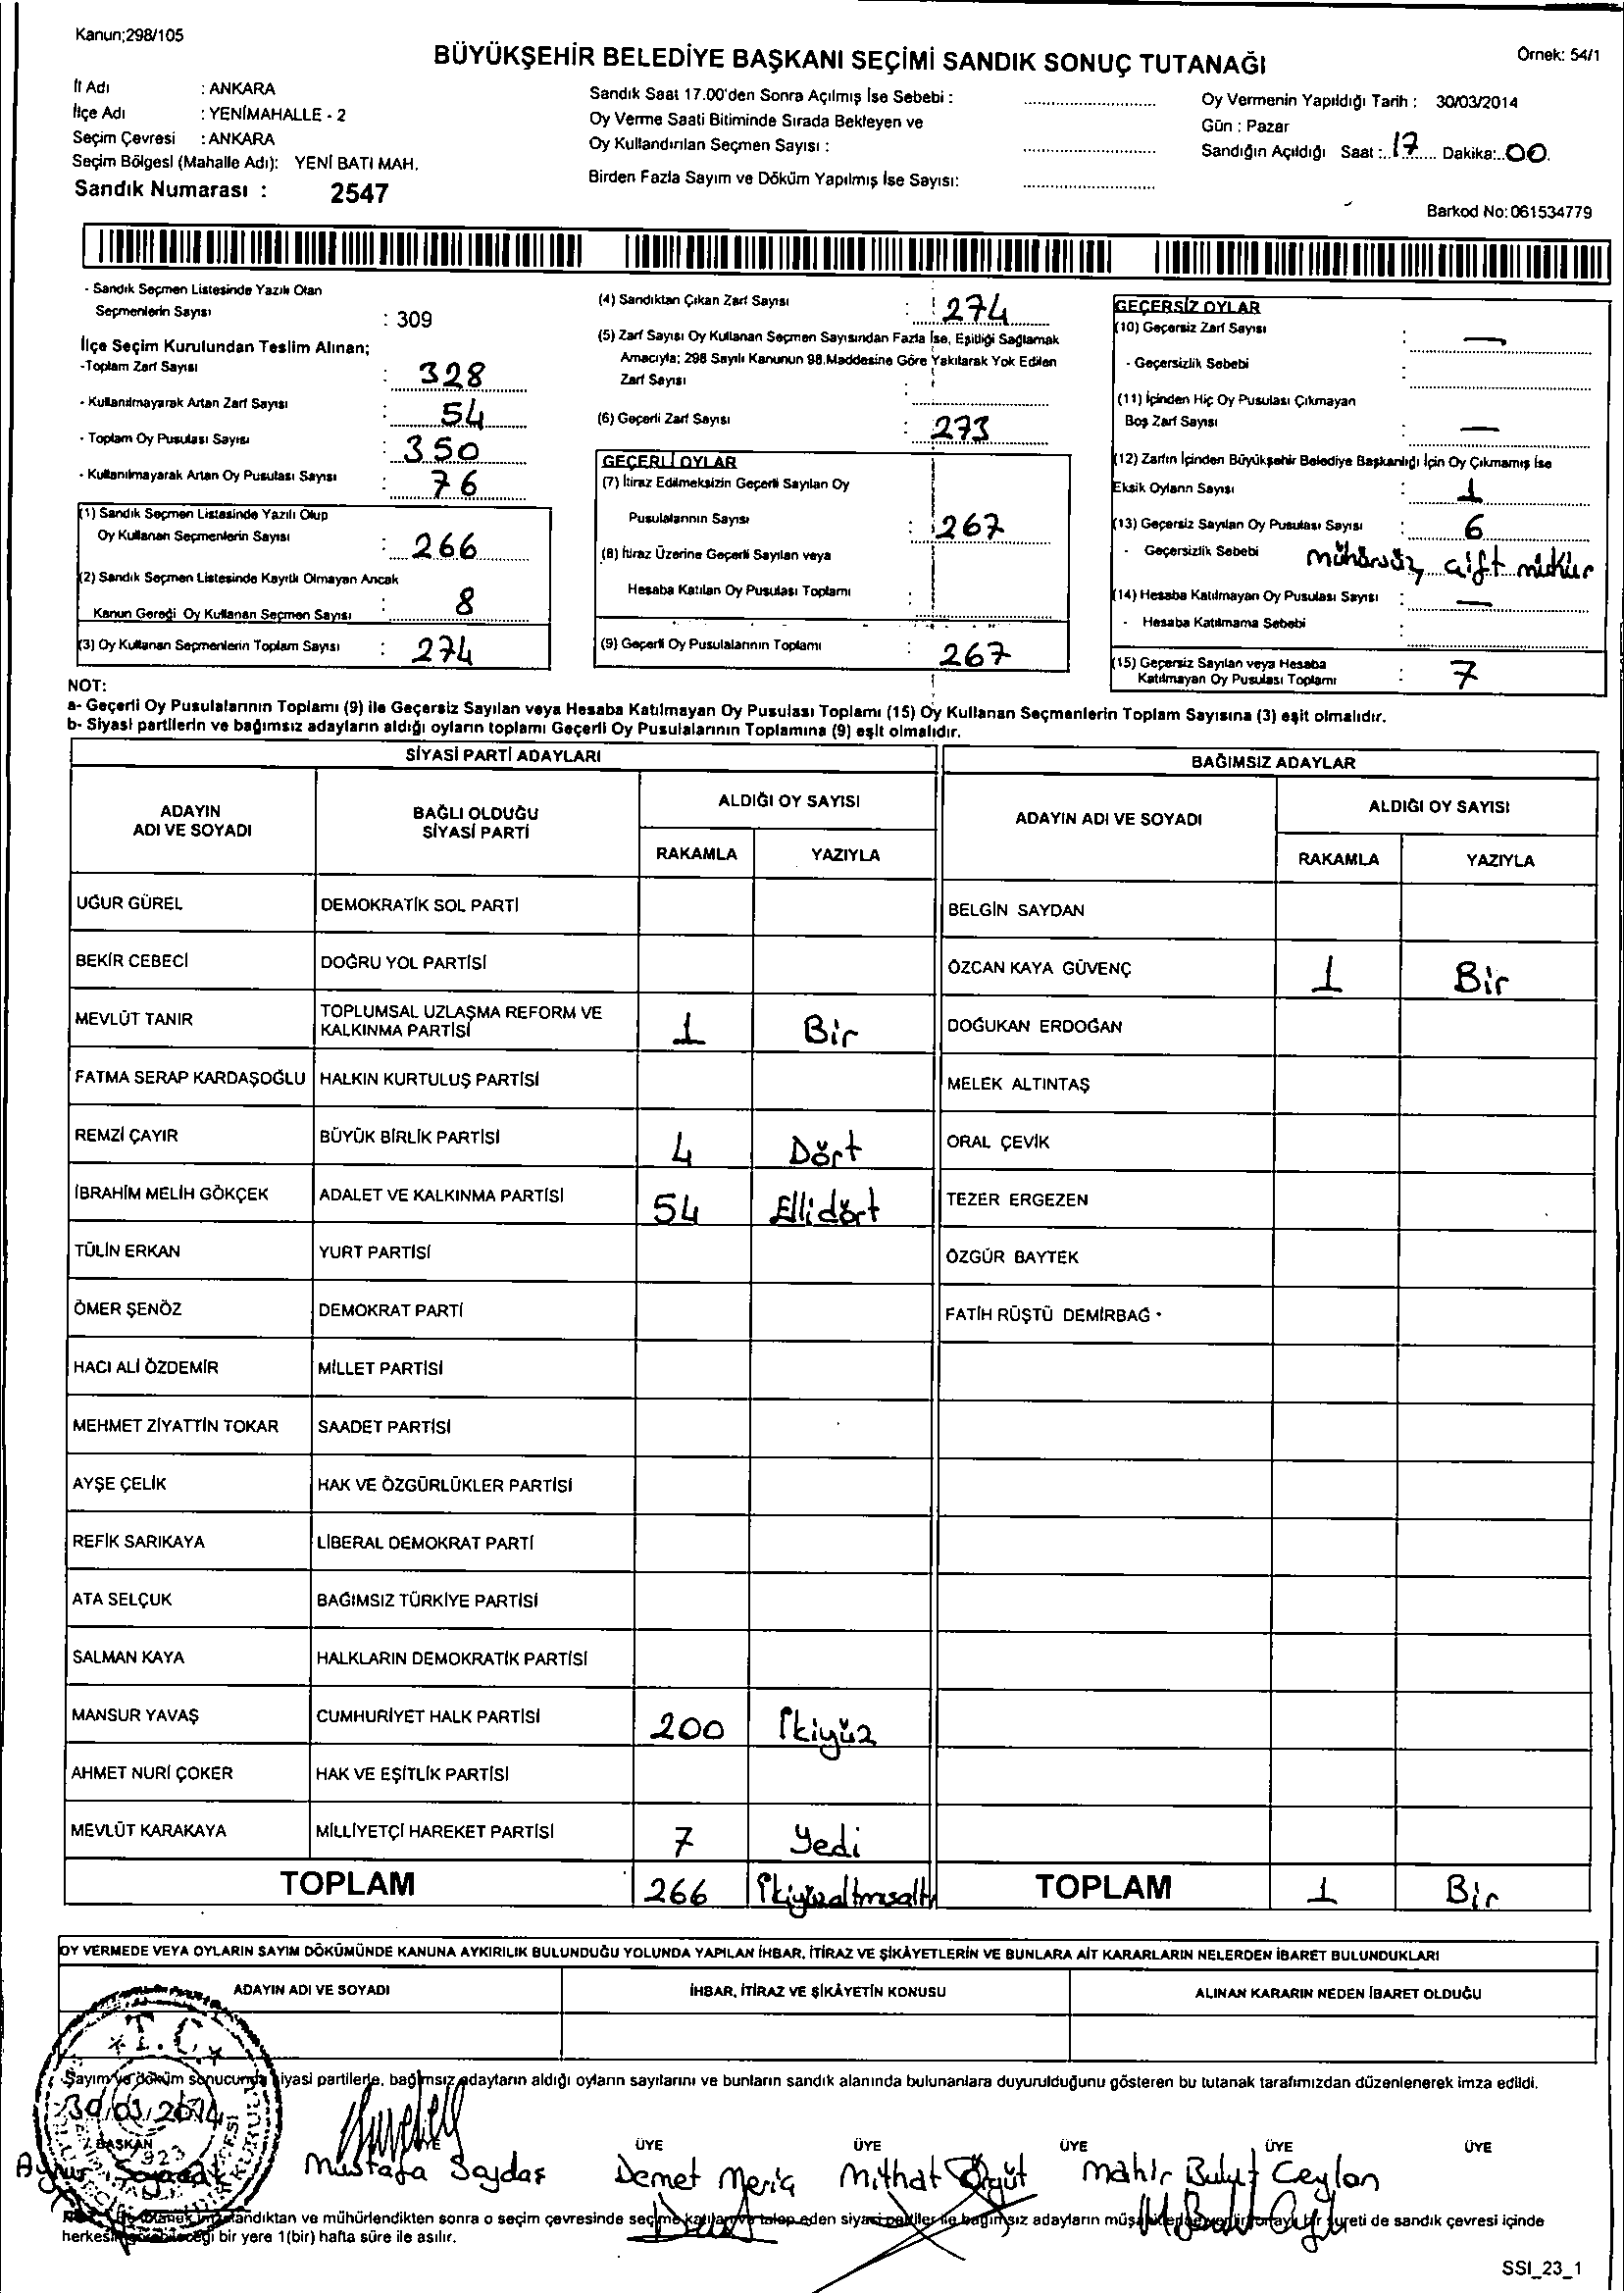 Kanun;298/105
BÜYÜKŞEHİR BELEDİYE BAŞKANI SEÇİMİ SANDIK SONUÇ TUTANAĞI
Örnek: 54/1
İl Adı : ANKARA
İlçe Adı : YENİMAHALLE - 2
Seçim Çevresi : ANKARA
Seçim Bölgesi (Mahalle Adı): YENİ BATI MAH.
Sandık Numarası : 2547
Sandık Saat 17.00'den Sonra Açılmış İse Sebebi :
Oy Verme Saati Bitiminde Sırada Bekleyen ve
Oy Kullandırılan Seçmen Sayısı :
Birden Fazla Sayım ve Döküm Yapılmış İse Sayısı:
Oy Vermenin Yapıldığı Tarih : 30/03/2014
Gün : Pazar
Sandığın Açıldığı Saat : 17 Dakika: 00.
Barkod No:061534779
- Sandık Seçmen Listesinde Yazılı Olan
Seçmenlerin Sayısı : 309
İlçe Seçim Kurulundan Teslim Alınan;
-Toplam Zarf Sayısı : 328
- Kullanılmayarak Artan Zarf Sayısı : 54
- Toplam Oy Pusulası Sayısı : 350
- Kullanılmayarak Artan Oy Pusulası Sayısı : 76
(1) Sandık Seçmen Listesinde Yazılı Olup
Oy Kullanan Seçmenlerin Sayısı : 266
(2) Sandık Seçmen Listesinde Kayıtlı Olmayan Ancak
Kanun Gereği Oy Kullanan Seçmen Sayısı : 8
(3) Oy Kullanan Seçmenlerin Toplam Sayısı : 274
(4) Sandıktan Çıkan Zarf Sayısı : 274
(5) Zarf Sayısı Oy Kullanan Seçmen Sayısından Fazla İse, Eşitliği Sağlamak
Amacıyla; 298 Sayılı Kanunun 98.Maddesine Göre Yakılarak Yok Edilen
Zarf Sayısı :
(6) Geçerli Zarf Sayısı : 273
GEÇERLİ OYLAR
(7) İtiraz Edilmeksizin Geçerli Sayılan Oy
Pusulalarının Sayısı : 267
(8) İtiraz Üzerine Geçerli Sayılan veya
Hesaba Katılan Oy Pusulası Toplamı :
(9) Geçerli Oy Pusulalarının Toplamı : 267
GEÇERSİZ OYLAR
(10) Geçersiz Zarf Sayısı : —
- Geçersizlik Sebebi :
(11) İçinden Hiç Oy Pusulası Çıkmayan
Boş Zarf Sayısı : —
(12) Zarfın İçinden Büyükşehir Belediye Başkanlığı İçin Oy Çıkmamış İse
Eksik Oyların Sayısı : 1
(13) Geçersiz Sayılan Oy Pusulası Sayısı : 6
- Geçersizlik Sebebi mühürsüz, çift mühür
(14) Hesaba Katılmayan Oy Pusulası Sayısı : —
- Hesaba Katılmama Sebebi :
(15) Geçersiz Sayılan veya Hesaba
Katılmayan Oy Pusulası Toplamı : 7
NOT:
a- Geçerli Oy Pusulalarının Toplamı (9) ile Geçersiz Sayılan veya Hesaba Katılmayan Oy Pusulası Toplamı (15) Oy Kullanan Seçmenlerin Toplam Sayısına (3) eşit olmalıdır.
b- Siyasi partilerin ve bağımsız adayların aldığı oyların toplamı Geçerli Oy Pusulalarının Toplamına (9) eşit olmalıdır.
SİYASİ PARTİ ADAYLARI
BAĞIMSIZ ADAYLAR
ADAYIN
ADI VE SOYADI
BAĞLI OLDUĞU
SİYASİ PARTİ
ALDIĞI OY SAYISI
RAKAMLA YAZIYLA
ADAYIN ADI VE SOYADI
ALDIĞI OY SAYISI
RAKAMLA YAZIYLA
UĞUR GÜREL DEMOKRATİK SOL PARTİ BELGİN SAYDAN
BEKİR CEBECİ DOĞRU YOL PARTİSİ ÖZCAN KAYA GÜVENÇ 1 Bir
MEVLÜT TANIR TOPLUMSAL UZLAŞMA REFORM VE
KALKINMA PARTİSİ 1 Bir DOĞUKAN ERDOĞAN
FATMA SERAP KARDAŞOĞLU HALKIN KURTULUŞ PARTİSİ MELEK ALTINTAŞ
REMZİ ÇAYIR BÜYÜK BİRLİK PARTİSİ 4 Dört ORAL ÇEVİK
İBRAHİM MELİH GÖKÇEK ADALET VE KALKINMA PARTİSİ 54 Ellidört TEZER ERGEZEN
TÜLİN ERKAN YURT PARTİSİ ÖZGÜR BAYTEK
ÖMER ŞENÖZ DEMOKRAT PARTİ FATİH RÜŞTÜ DEMİRBAĞ
HACI ALİ ÖZDEMİR MİLLET PARTİSİ
MEHMET ZİYATTİN TOKAR SAADET PARTİSİ
AYŞE ÇELİK HAK VE ÖZGÜRLÜKLER PARTİSİ
REFİK SARIKAYA LİBERAL DEMOKRAT PARTİ
ATA SELÇUK BAĞIMSIZ TÜRKİYE PARTİSİ
SALMAN KAYA HALKLARIN DEMOKRATİK PARTİSİ
MANSUR YAVAŞ CUMHURİYET HALK PARTİSİ 200 İkiyüz
AHMET NURİ ÇOKER HAK VE EŞİTLİK PARTİSİ
MEVLÜT KARAKAYA MİLLİYETÇİ HAREKET PARTİSİ 7 Yedi
TOPLAM 266 İkiyüzaltmışaltı TOPLAM 1 Bir
OY VERMEDE VEYA OYLARIN SAYIM DÖKÜMÜNDE KANUNA AYKIRILIK BULUNDUĞU YOLUNDA YAPILAN İHBAR, İTİRAZ VE ŞİKÂYETLERİN VE BUNLARA AİT KARARLARIN NELERDEN İBARET BULUNDUKLARI
ADAYIN ADI VE SOYADI İHBAR, İTİRAZ VE ŞİKÂYETİN KONUSU ALINAN KARARIN NEDEN İBARET OLDUĞU
T.C.
Sayım ve döküm sonucunda siyasi partilerle, bağımsız adayların aldığı oyların sayılarını ve bunların sandık alanında bulunanlara duyurulduğunu gösteren bu tutanak tarafımızdan düzenlenerek imza edildi.
30/03/2014
BAŞKAN ÜYE ÜYE ÜYE ÜYE ÜYE
Mustafa Saydaş Demet Meriç Mithat Mahir Bulut Ceylan
sandıktan ve mühürlendikten sonra o seçim çevresinde seçime katılan ve talep eden siyasi partiler ile bağımsız adayların sureti de sandık çevresi içinde
bir yere 1(bir) hafta süre ile asılır.
SSI_23_1